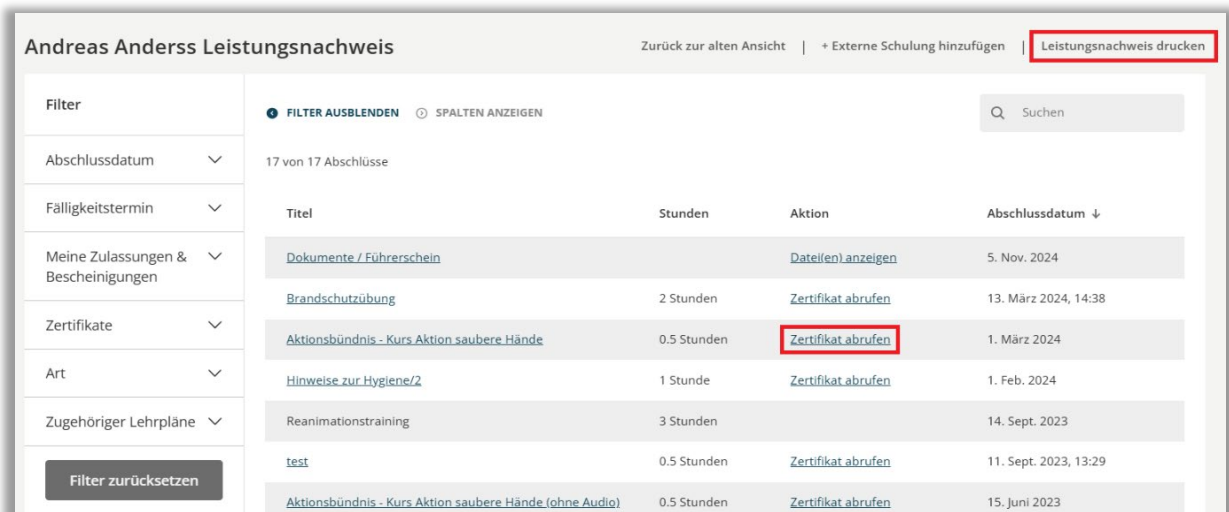 Andreas Anderss Leistungsnachweis
Zurück zur alten Ansicht | + Externe Schulung hinzufügen | Leistungsnachweis drucken
Filter
Abschlussdatum
Fälligkeitstermin
Meine Zulassungen &
Bescheinigungen
Zertifikate
Art
Zugehöriger Lehrpläne
Filter zurücksetzen
FILTER AUSBLENDEN SPALTEN ANZEIGEN
Suchen
17 von 17 Abschlüsse
Titel Stunden Aktion Abschlussdatum ↓
Dokumente / Führerschein Datei(en) anzeigen 5. Nov. 2024
Brandschutzübung 2 Stunden Zertifikat abrufen 13. März 2024, 14:38
Aktionsbündnis - Kurs Aktion saubere Hände 0.5 Stunden Zertifikat abrufen 1. März 2024
Hinweise zur Hygiene/2 1 Stunde Zertifikat abrufen 1. Feb. 2024
Reanimationstraining 3 Stunden 14. Sept. 2023
test 0.5 Stunden Zertifikat abrufen 11. Sept. 2023, 13:29
Aktionsbündnis - Kurs Aktion saubere Hände (ohne Audio) 0.5 Stunden Zertifikat abrufen 15. Juni 2023